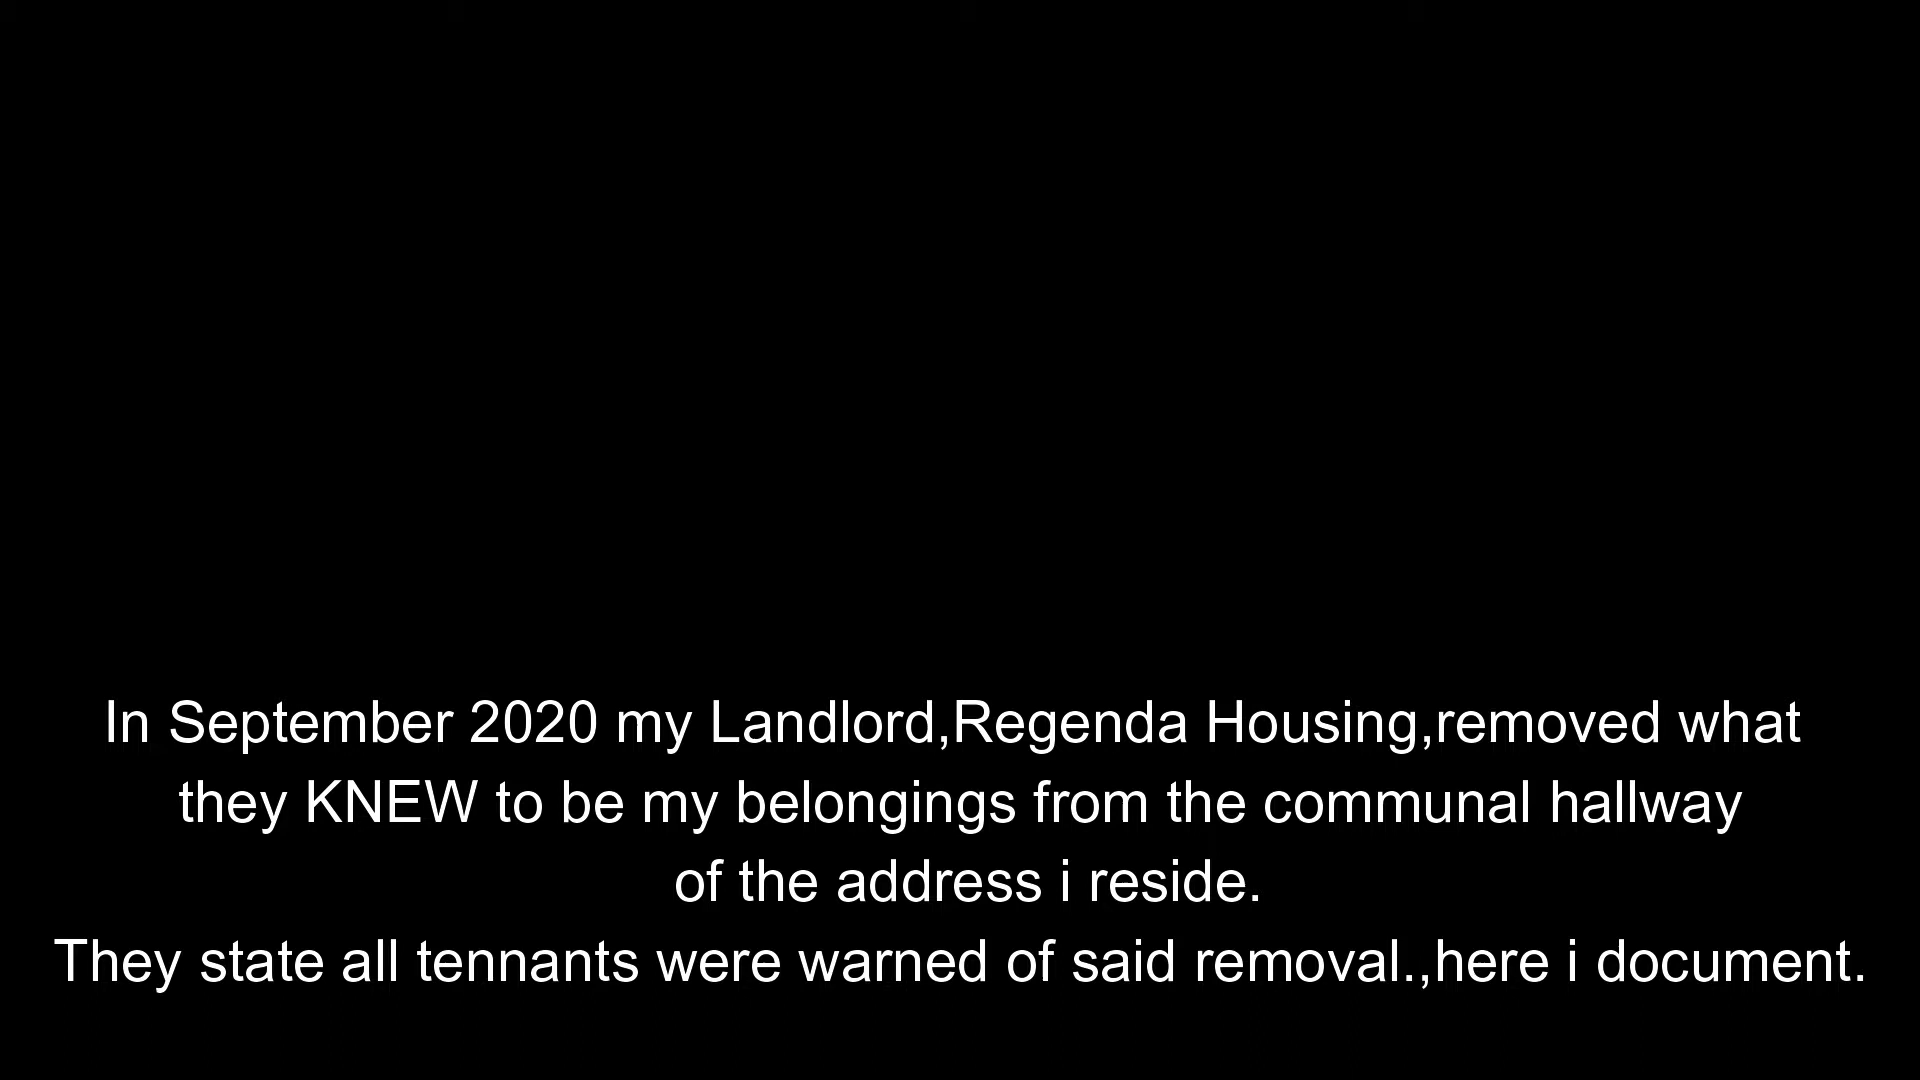 In September 2020 my Landlord,Regenda Housing,removed what
they KNEW to be my belongings from the communal hallway
of the address i reside.
They state all tennants were warned of said removal.,here i document.